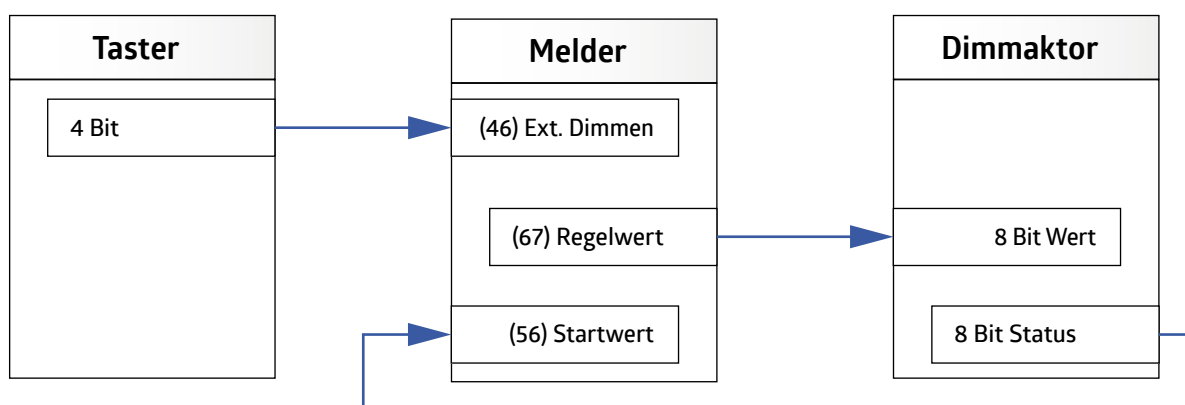 Taster
Melder
Dimmaktor
4 Bit
(46) Ext. Dimmen
(67) Regelwert
8 Bit Wert
(56) Startwert
8 Bit Status